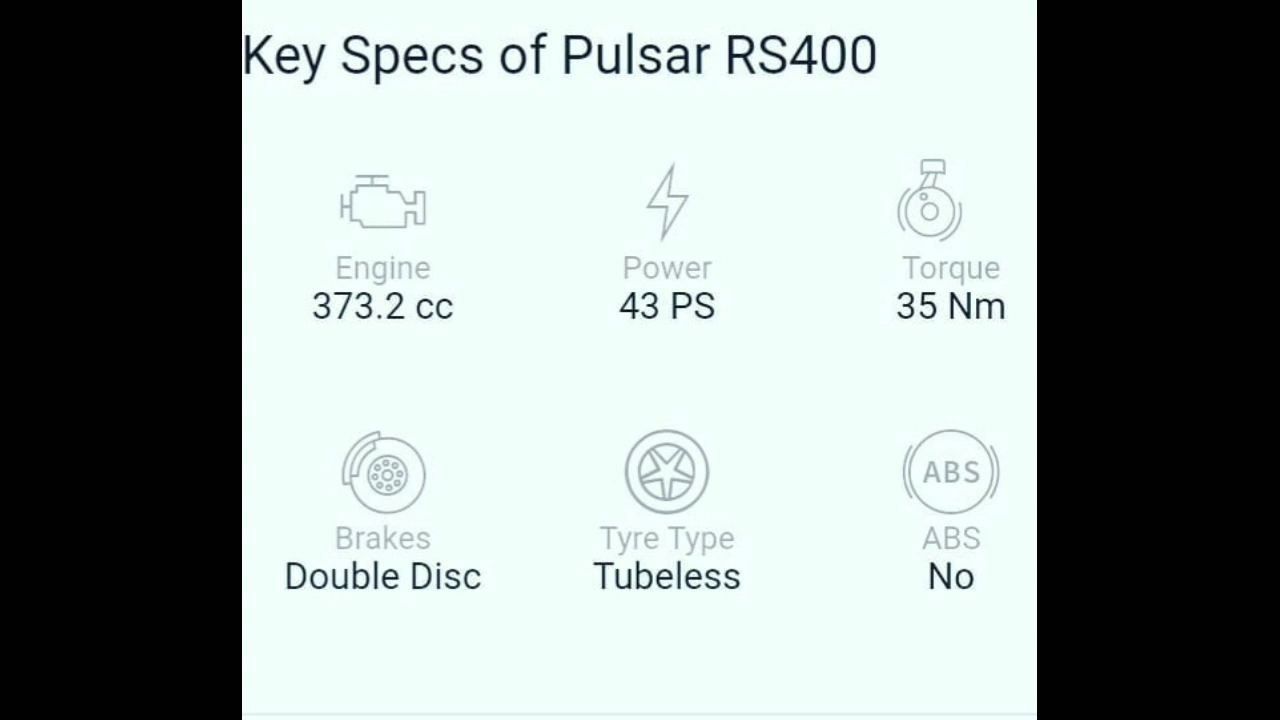 Key Specs of Pulsar RS400
Engine
373.2 cc
Power
43 PS
Torque
35 Nm
Brakes
Double Disc
Tyre Type
Tubeless
ABS
ABS
No